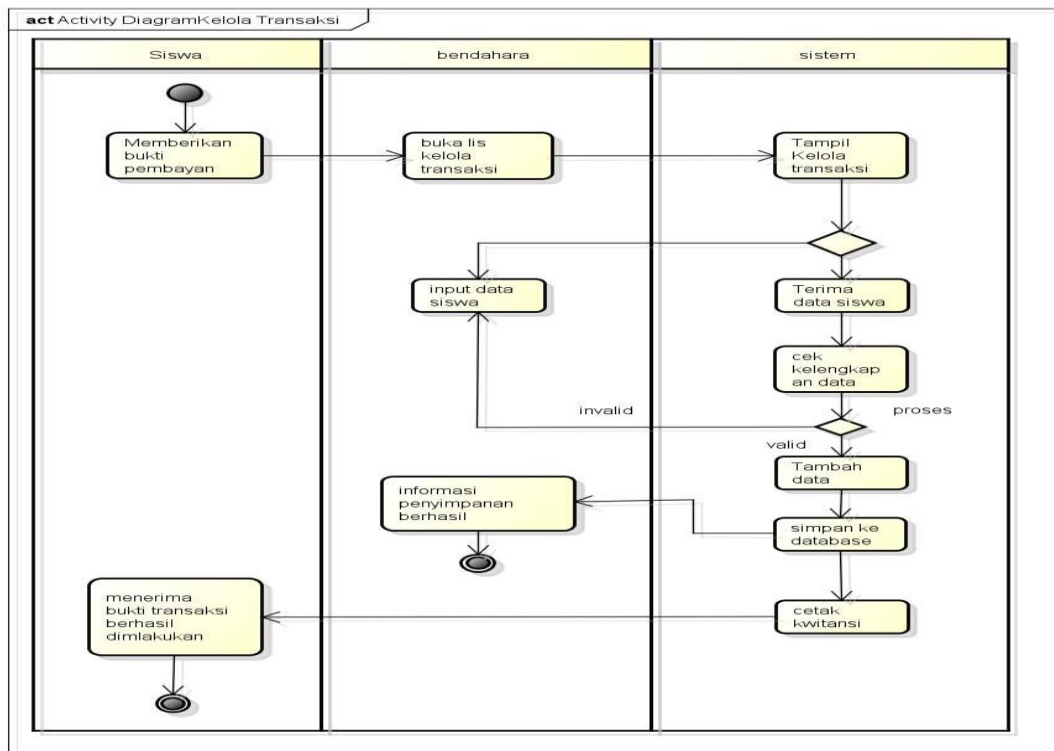 act Activity DiagramKelola Transaksi
Siswa
bendahara
sistem
Memberikan
bukti
pembayan
buka lis
kelola
transaksi
Tampil
Kelola
transaksi
input data
siswa
Terima
data siswa
cek
kelengkap
an data
invalid
proses
valid
Tambah
data
informasi
penyimpanan
berhasil
simpan ke
database
menerima
bukti transaksi
berhasil
dimlakukan
cetak
kwitansi